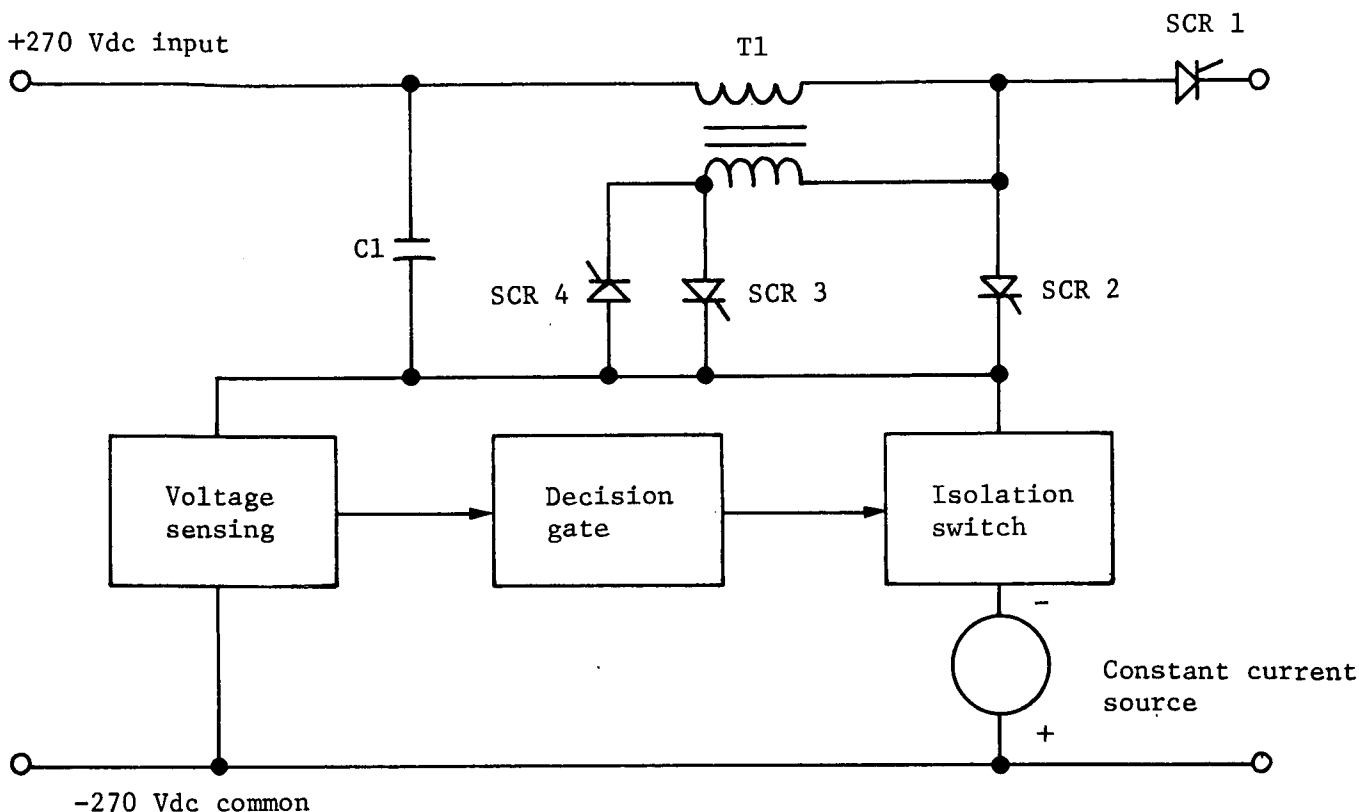 SCR 1
+270 Vdc input
T1
C1
SCR 4
SCR 3
SCR 2
Voltage
sensing
Decision
gate
Isolation
switch
-
Constant current
source
+
-270 Vdc common